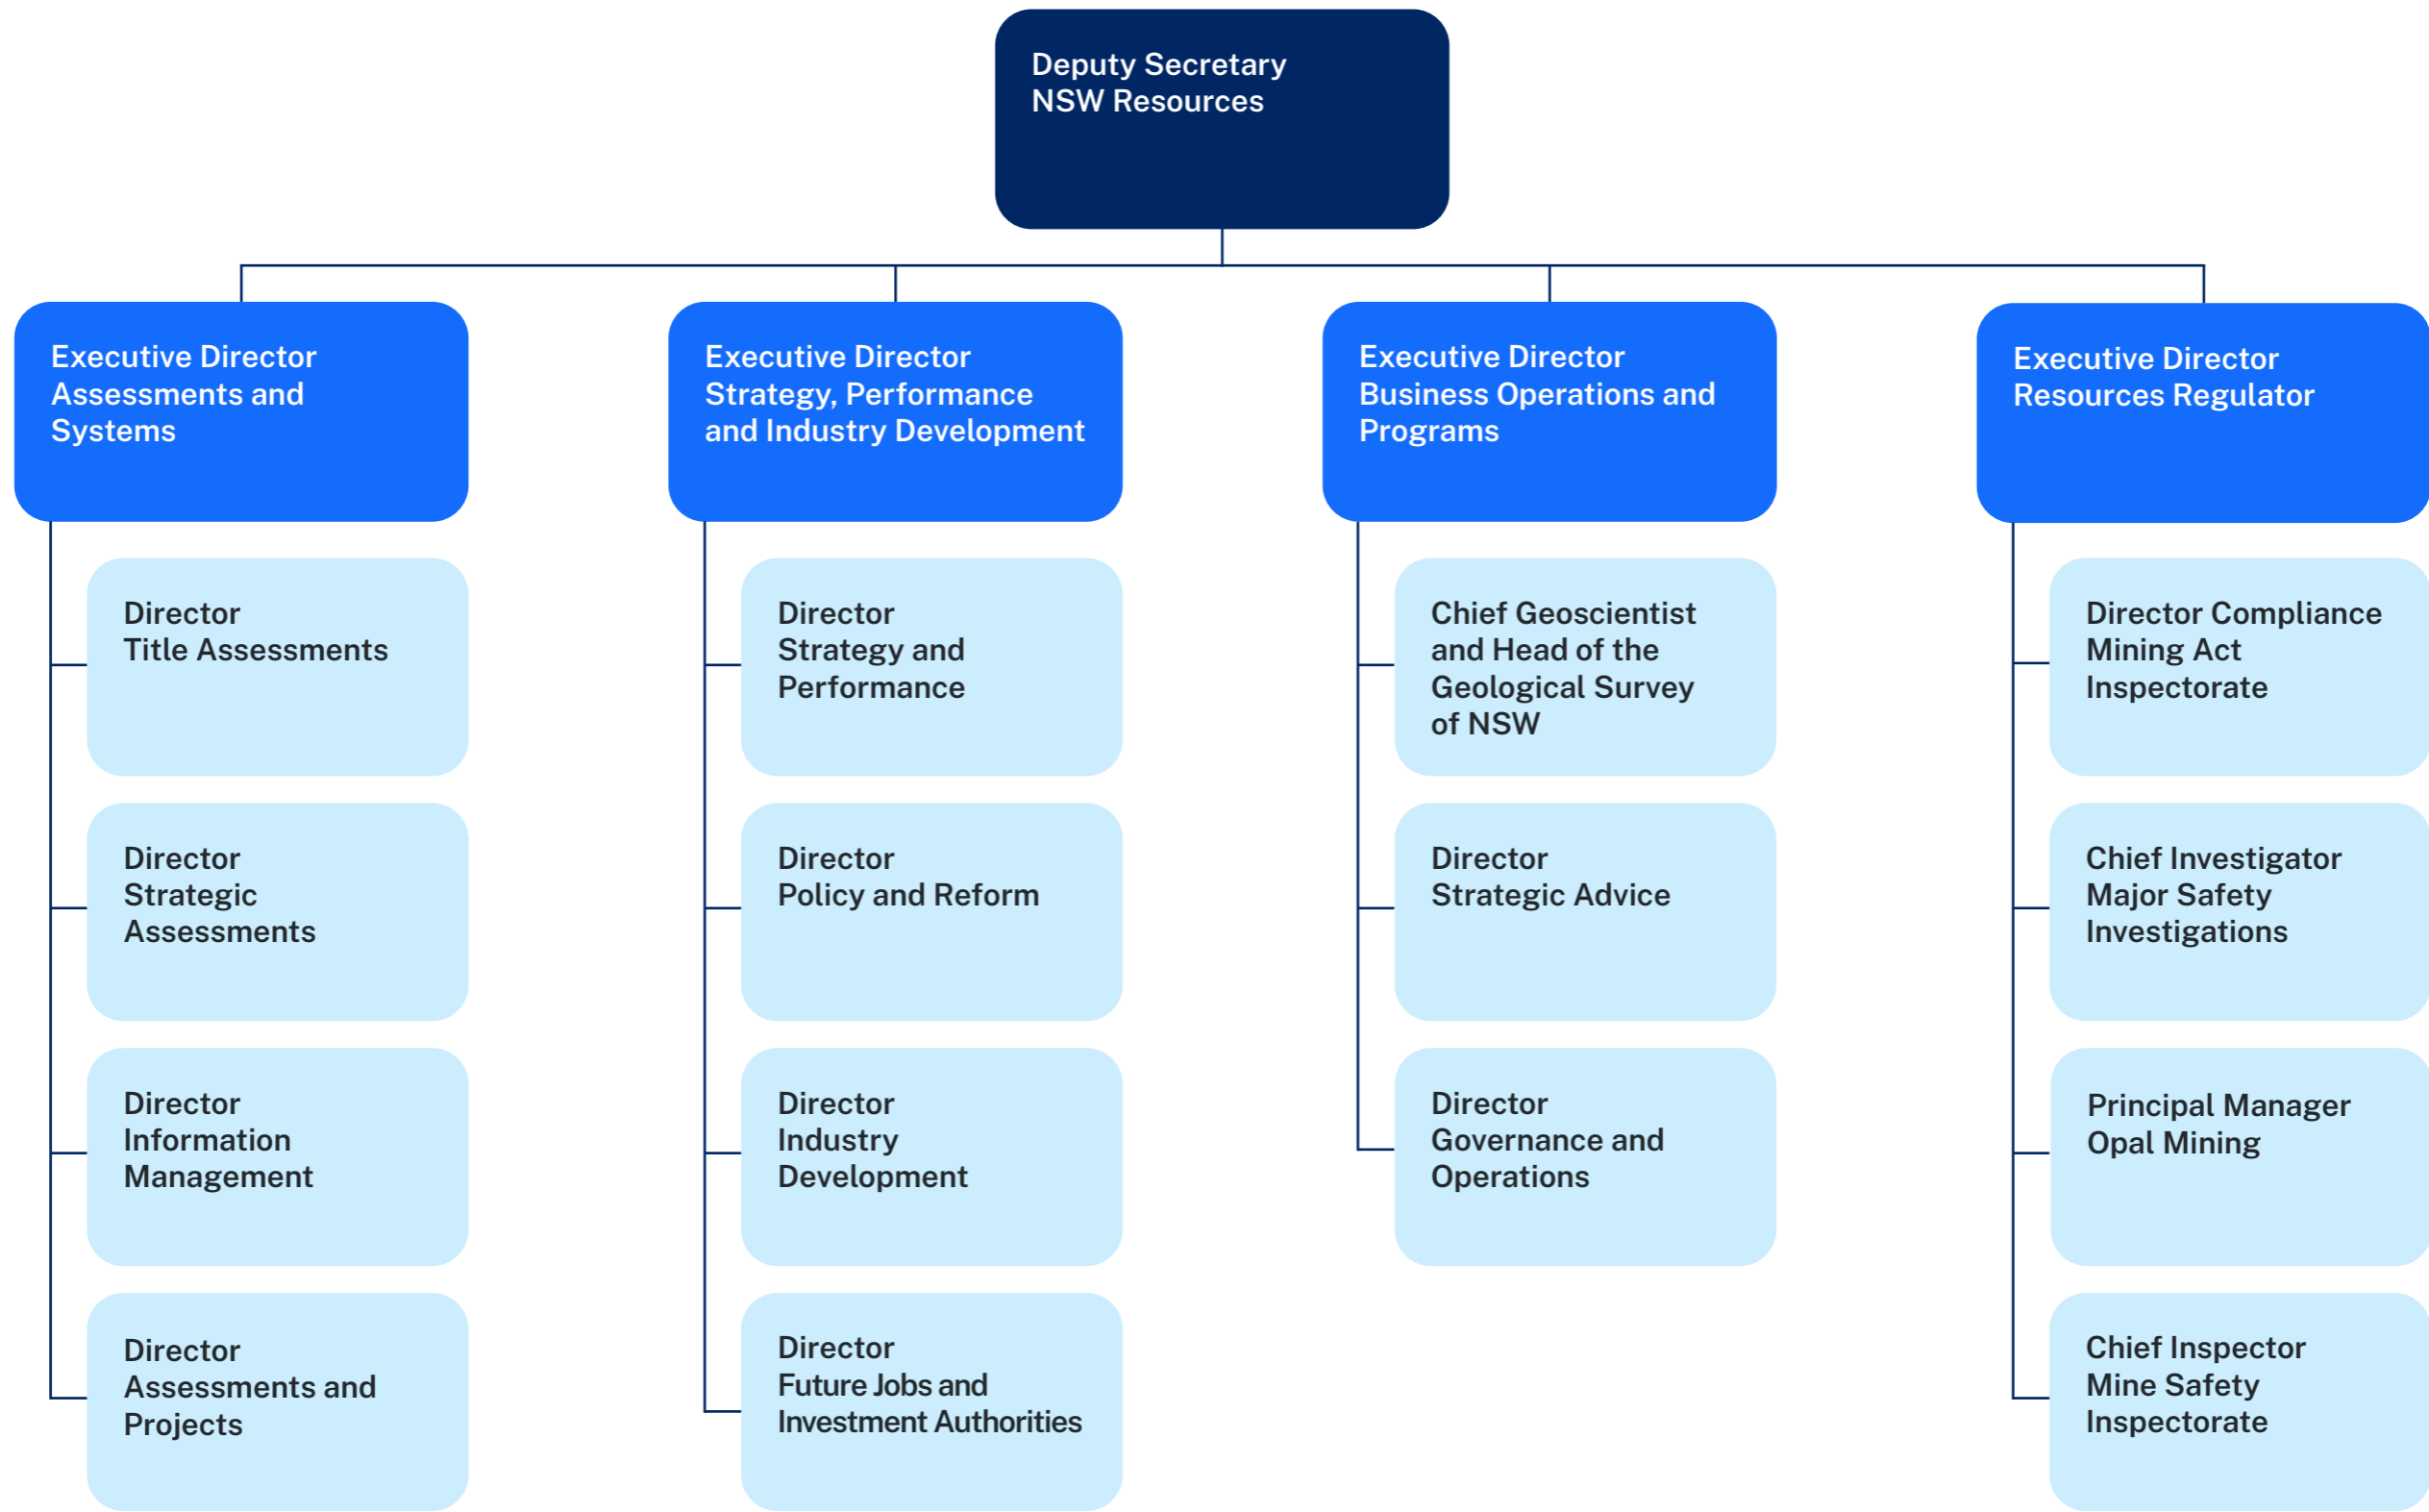 Deputy Secretary
NSW Resources
Executive Director
Assessments and
Systems
Director
Title Assessments
Director
Strategic
Assessments
Director
Information
Management
Director
Assessments and
Projects
Executive Director
Strategy, Performance
and Industry Development
Director
Strategy and
Performance
Director
Policy and Reform
Director
Industry
Development
Director
Future Jobs and
Investment Authorities
Executive Director
Business Operations and
Programs
Chief Geoscientist
and Head of the
Geological Survey
of NSW
Director
Strategic Advice
Director
Governance and
Operations
Executive Director
Resources Regulator
Director Compliance
Mining Act
Inspectorate
Chief Investigator
Major Safety
Investigations
Principal Manager
Opal Mining
Chief Inspector
Mine Safety
Inspectorate